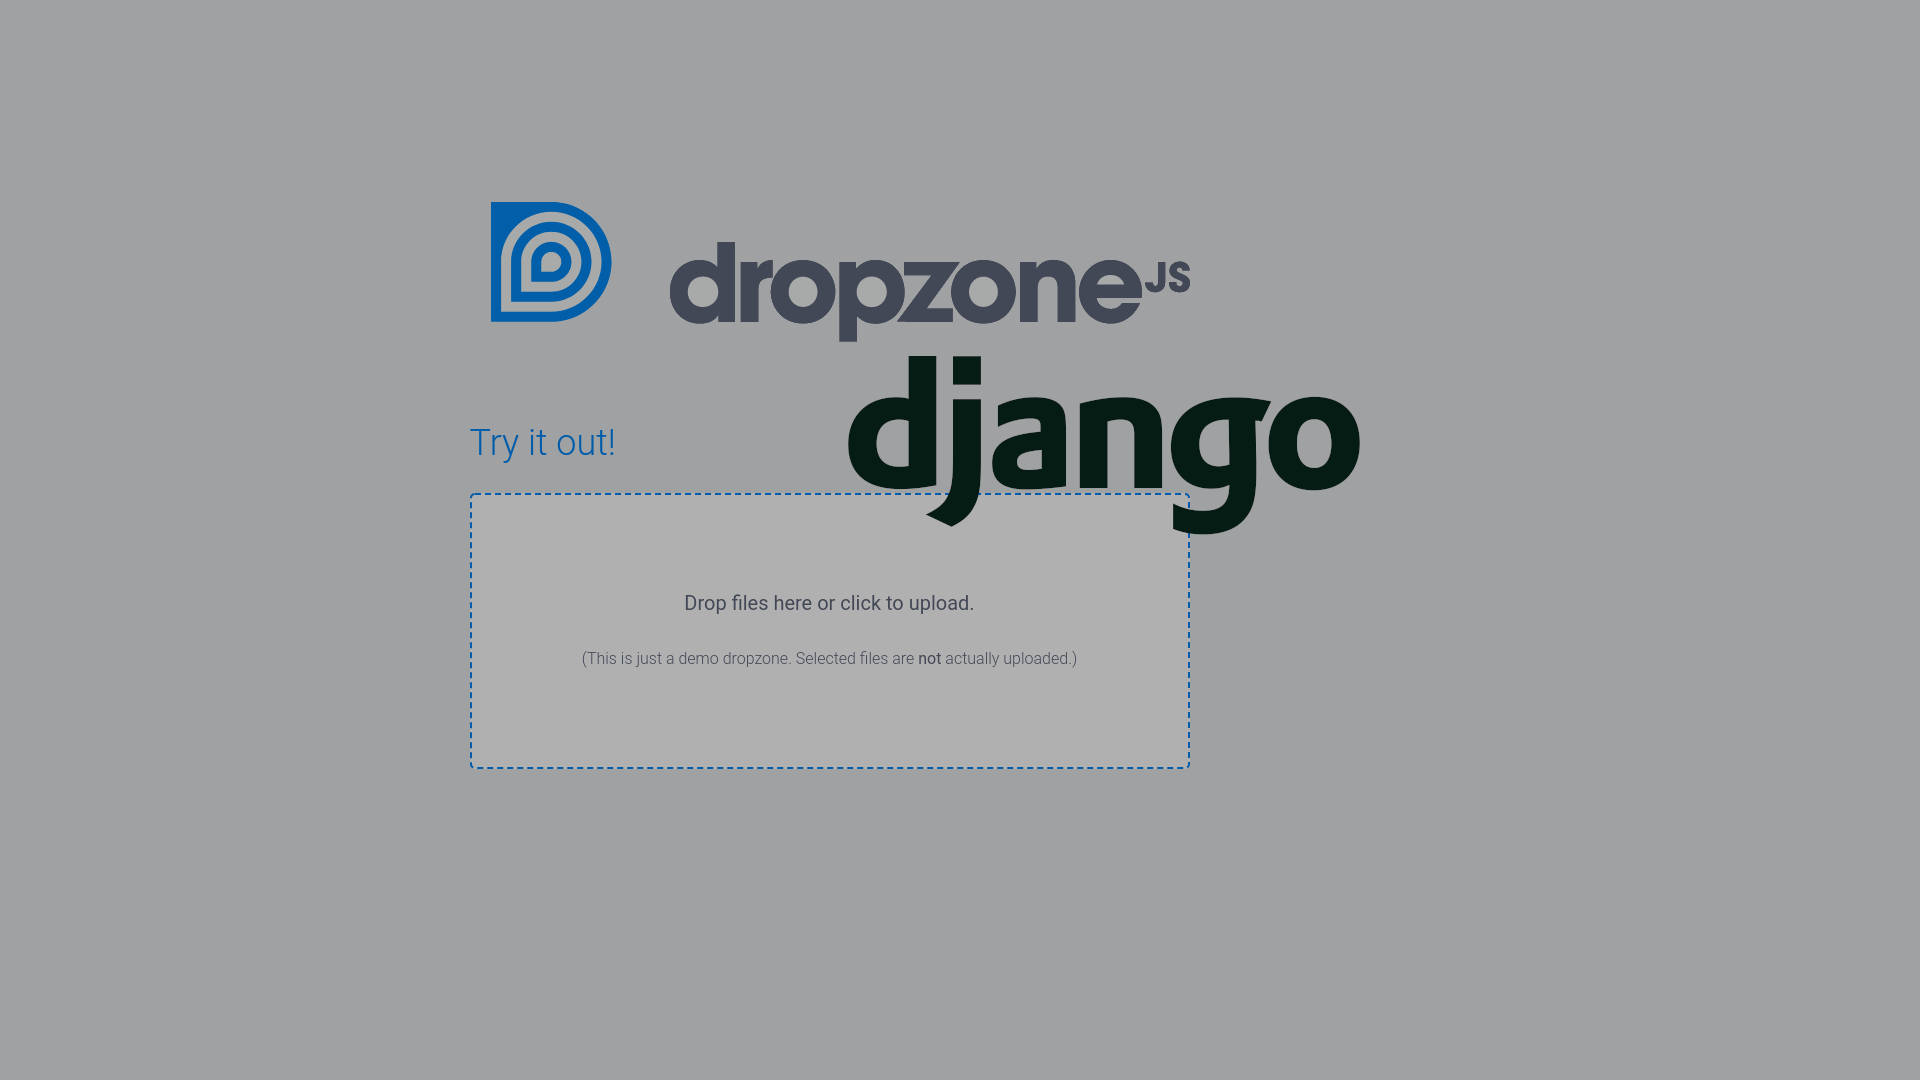 dropzoneJS
django
Try it out!
Drop files here or click to upload.
(This is just a demo dropzone. Selected files are not actually uploaded.)